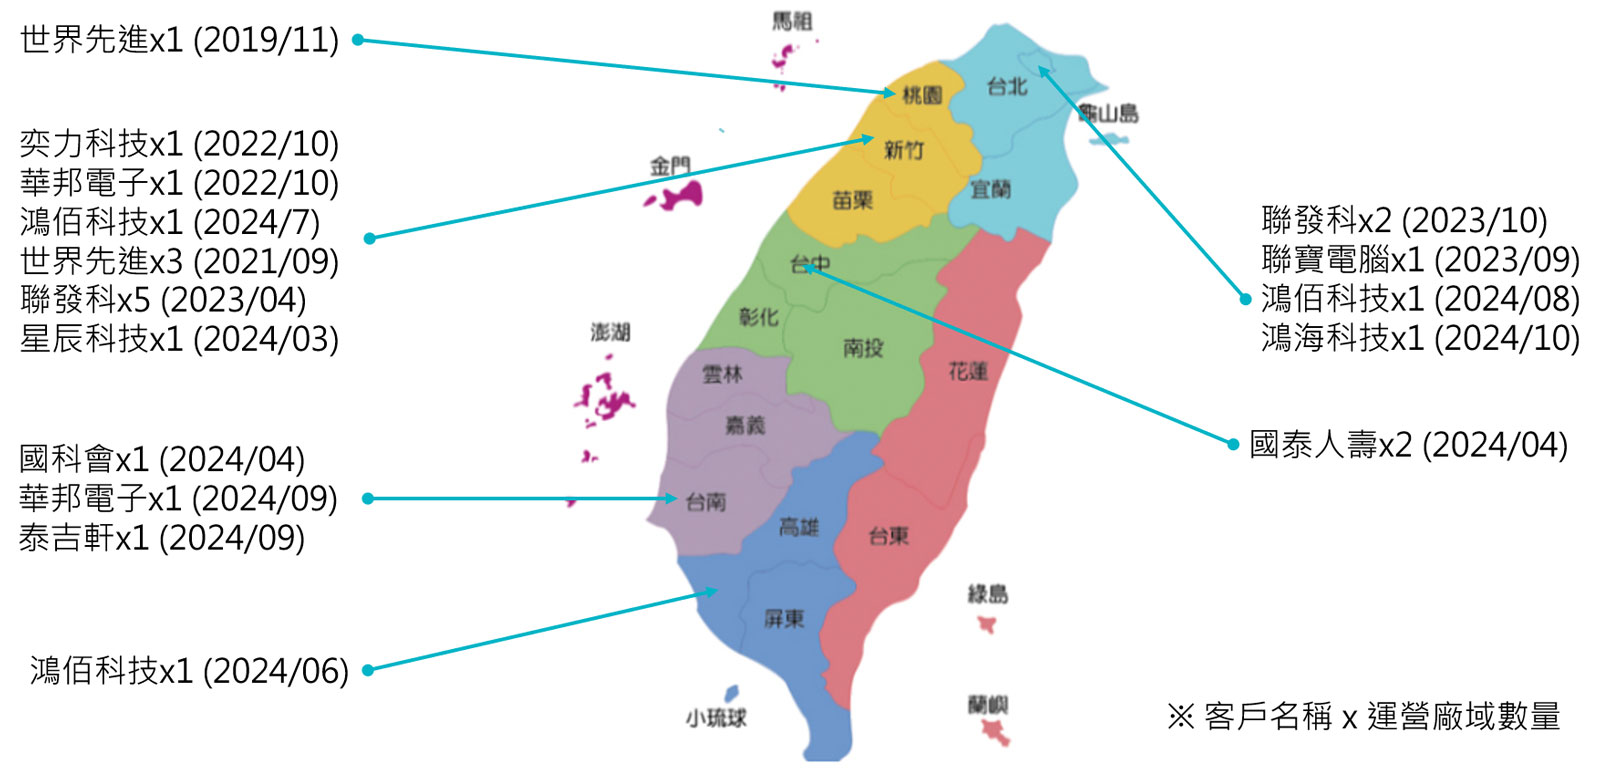 世界先進x1 (2019/11)
奕力科技x1 (2022/10)
華邦電子x1 (2022/10)
鴻佰科技x1 (2024/7)
世界先進x3 (2021/09)
聯發科x5 (2023/04)
星辰科技x1 (2024/03)
國科會x1 (2024/04)
華邦電子x1 (2024/09)
泰吉軒x1 (2024/09)
鴻佰科技x1 (2024/06)
馬祖
金門
澎湖
小琉球
桃園
新竹
苗栗
台北
宜蘭
龜山島
台中
彰化
南投
花蓮
雲林
嘉義
台南
高雄
屏東
台東
綠島
蘭嶼
聯發科x2 (2023/10)
聯寶電腦x1 (2023/09)
鴻佰科技x1 (2024/08)
鴻海科技x1 (2024/10)
國泰人壽x2 (2024/04)
※ 客戶名稱 x 運營廠域數量